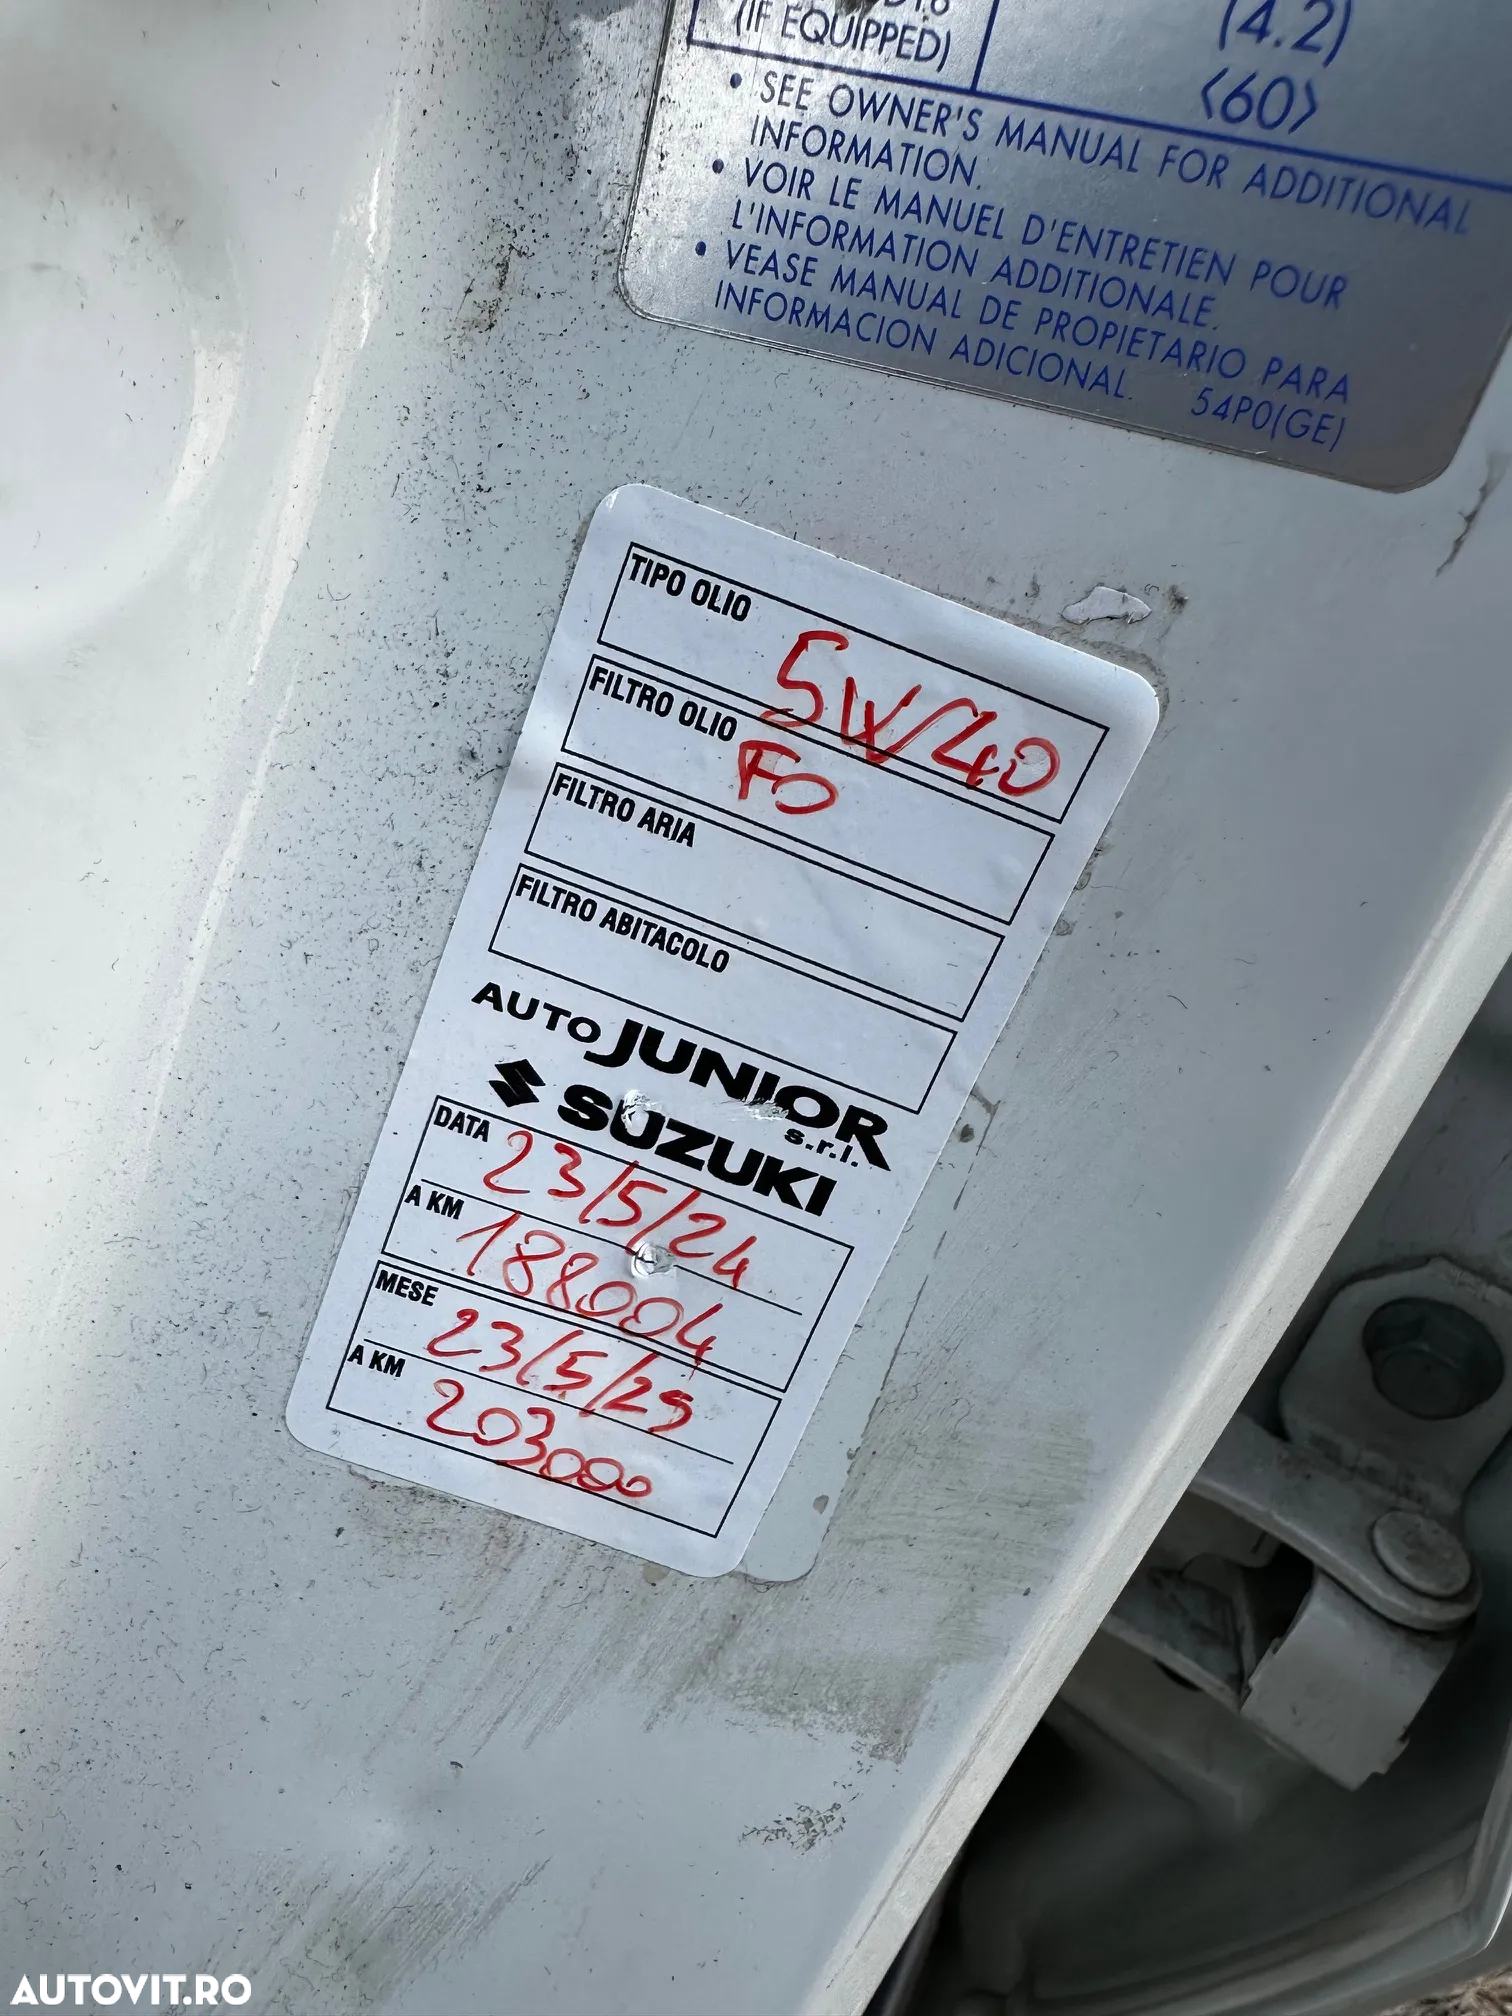 (IF EQUIPPED)
(4.2)
<60>
• SEE OWNER'S MANUAL FOR ADDITIONAL
INFORMATION.
• VOIR LE MANUEL D'ENTRETIEN POUR
L'INFORMATION ADDITIONALE.
• VEASE MANUAL DE PROPIETARIO PARA
INFORMACION ADICIONAL. 54P0(GE)
TIPO OLIO 5W/40
FILTRO OLIO FO
FILTRO ARIA
FILTRO ABITACOLO
AUTO JUNIOR s.r.l.
SUZUKI
DATA 23/5/24
A KM 188004
MESE 23/5/25
A KM 203000
AUTOVIT.RO